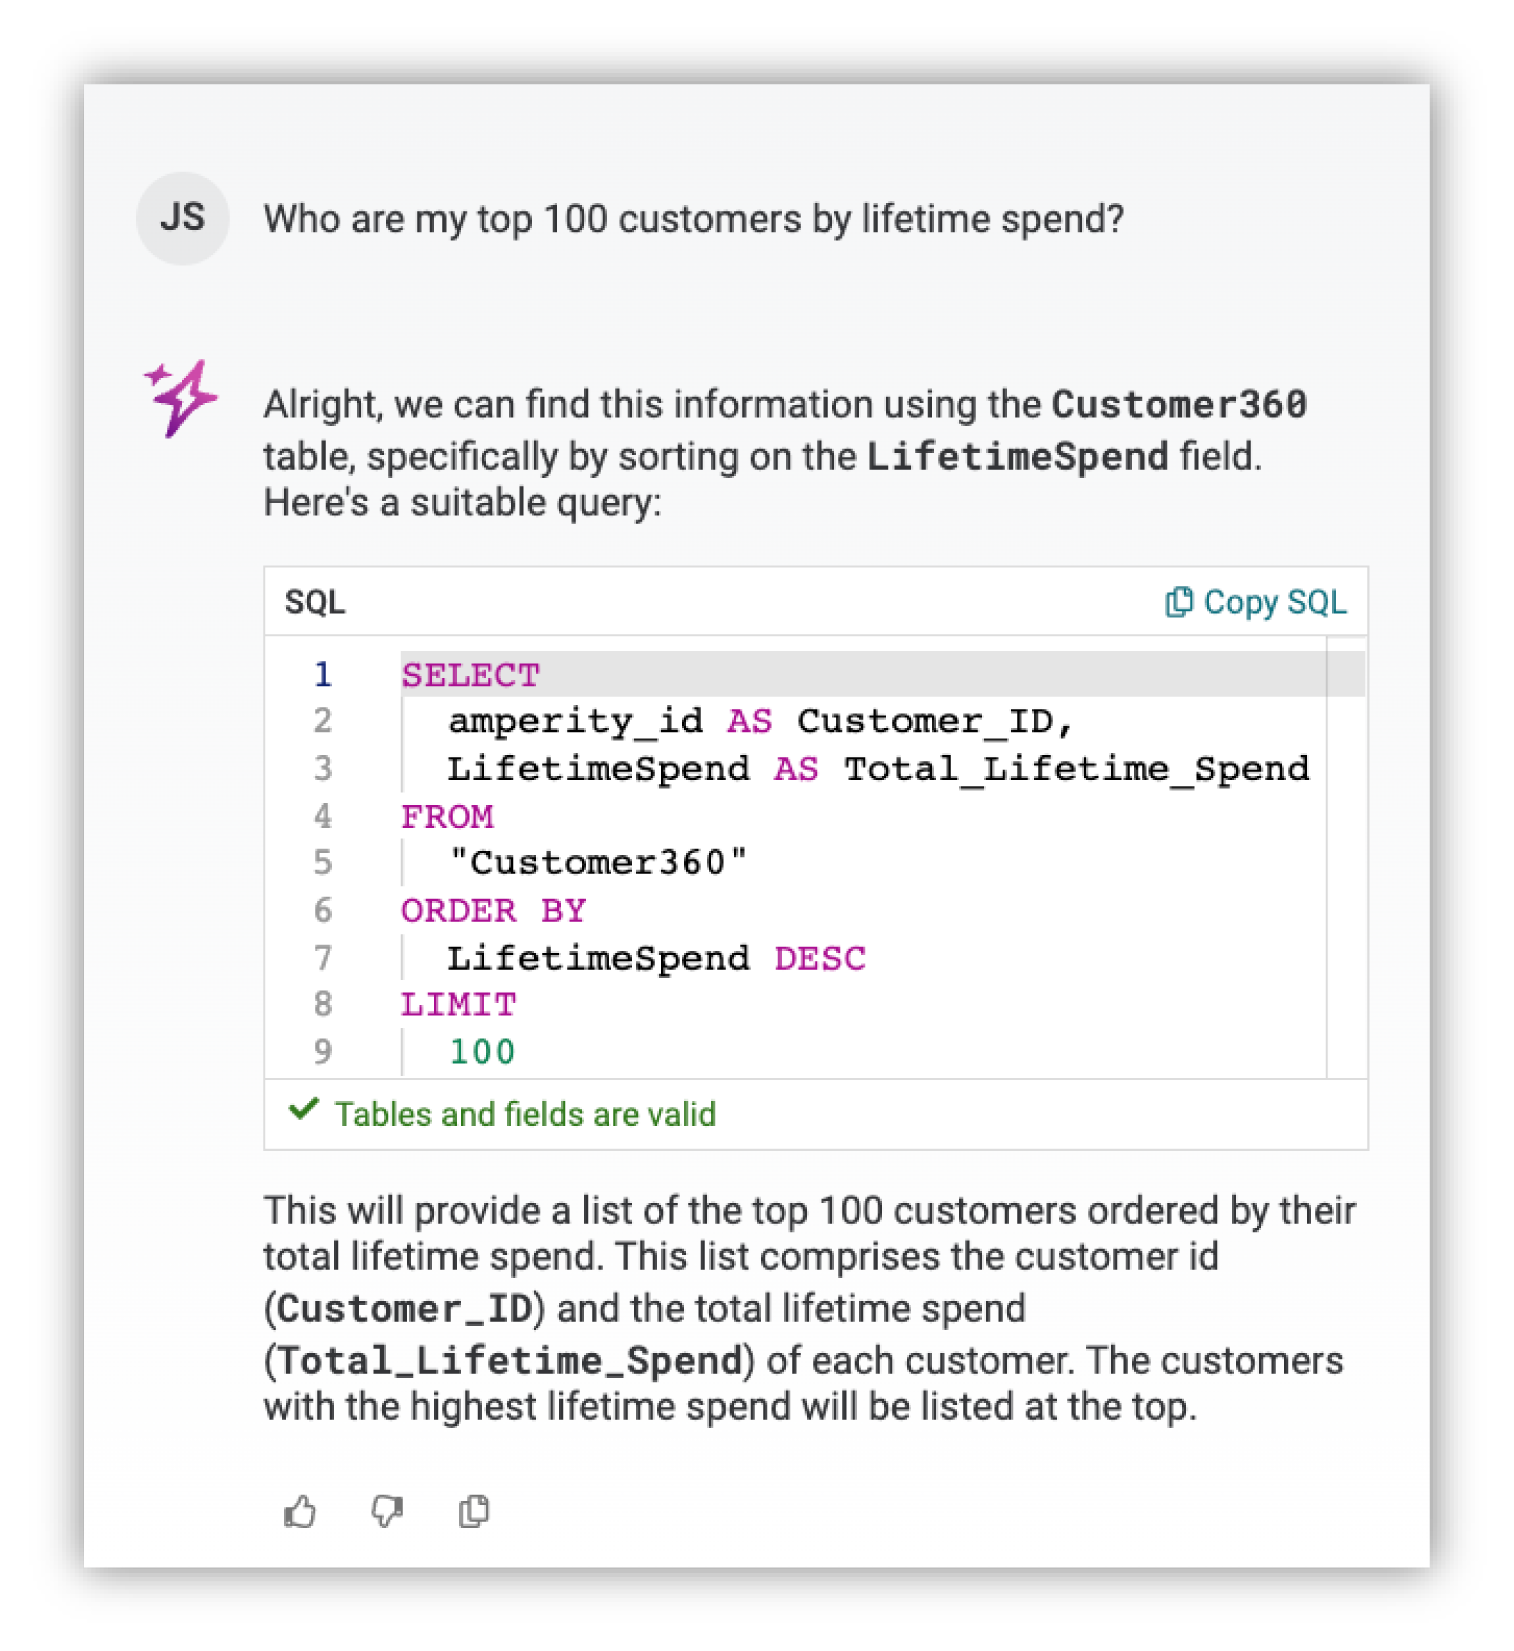 JS
Who are my top 100 customers by lifetime spend?
Alright, we can find this information using the Customer360
table, specifically by sorting on the LifetimeSpend field.
Here's a suitable query:
SQL
Copy SQL
1 SELECT
2 amperity_id AS Customer_ID,
3 LifetimeSpend AS Total_Lifetime_Spend
4 FROM
5 "Customer360"
6 ORDER BY
7 LifetimeSpend DESC
8 LIMIT
9 100
Tables and fields are valid
This will provide a list of the top 100 customers ordered by their
total lifetime spend. This list comprises the customer id
(Customer_ID) and the total lifetime spend
(Total_Lifetime_Spend) of each customer. The customers
with the highest lifetime spend will be listed at the top.